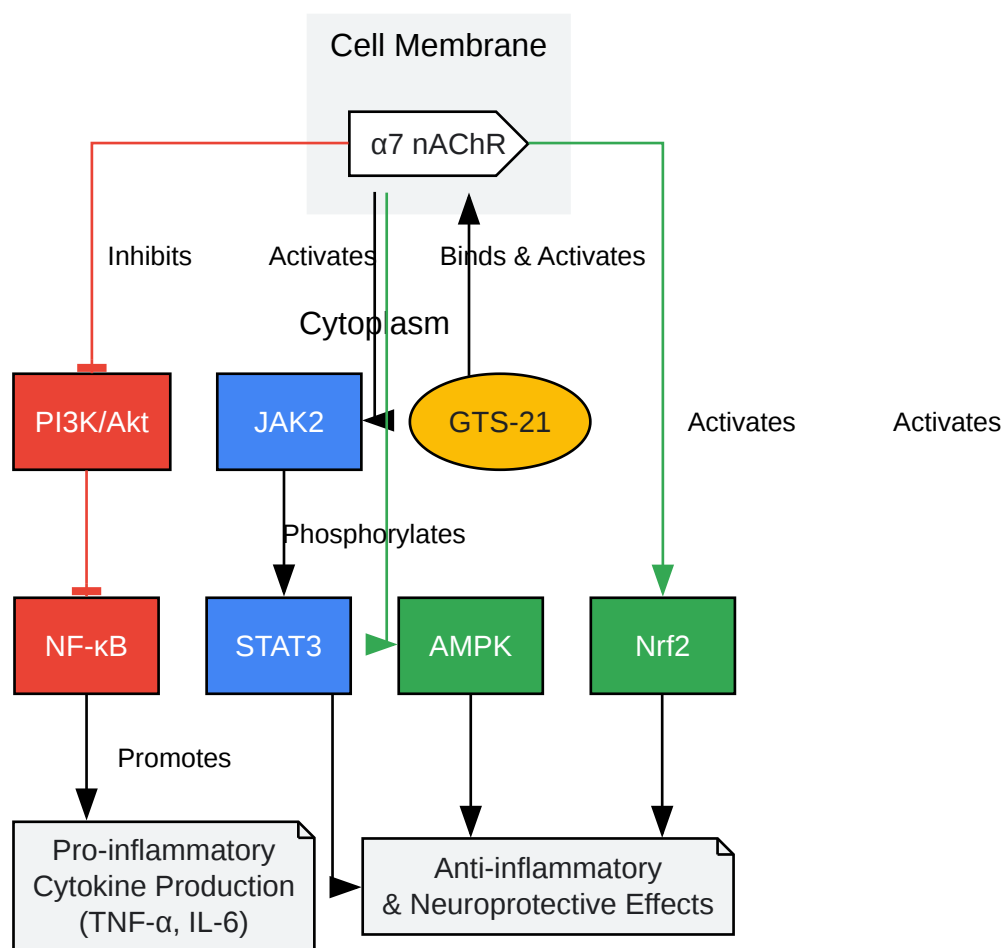 Cell Membrane
α7 nAChR
Inhibits
Activates
Binds & Activates
Cytoplasm
PI3K/Akt
JAK2
GTS-21
Activates
Activates
Phosphorylates
NF-κB
STAT3
AMPK
Nrf2
Promotes
Pro-inflammatory
Cytokine Production
(TNF-α, IL-6)
Anti-inflammatory
& Neuroprotective Effects